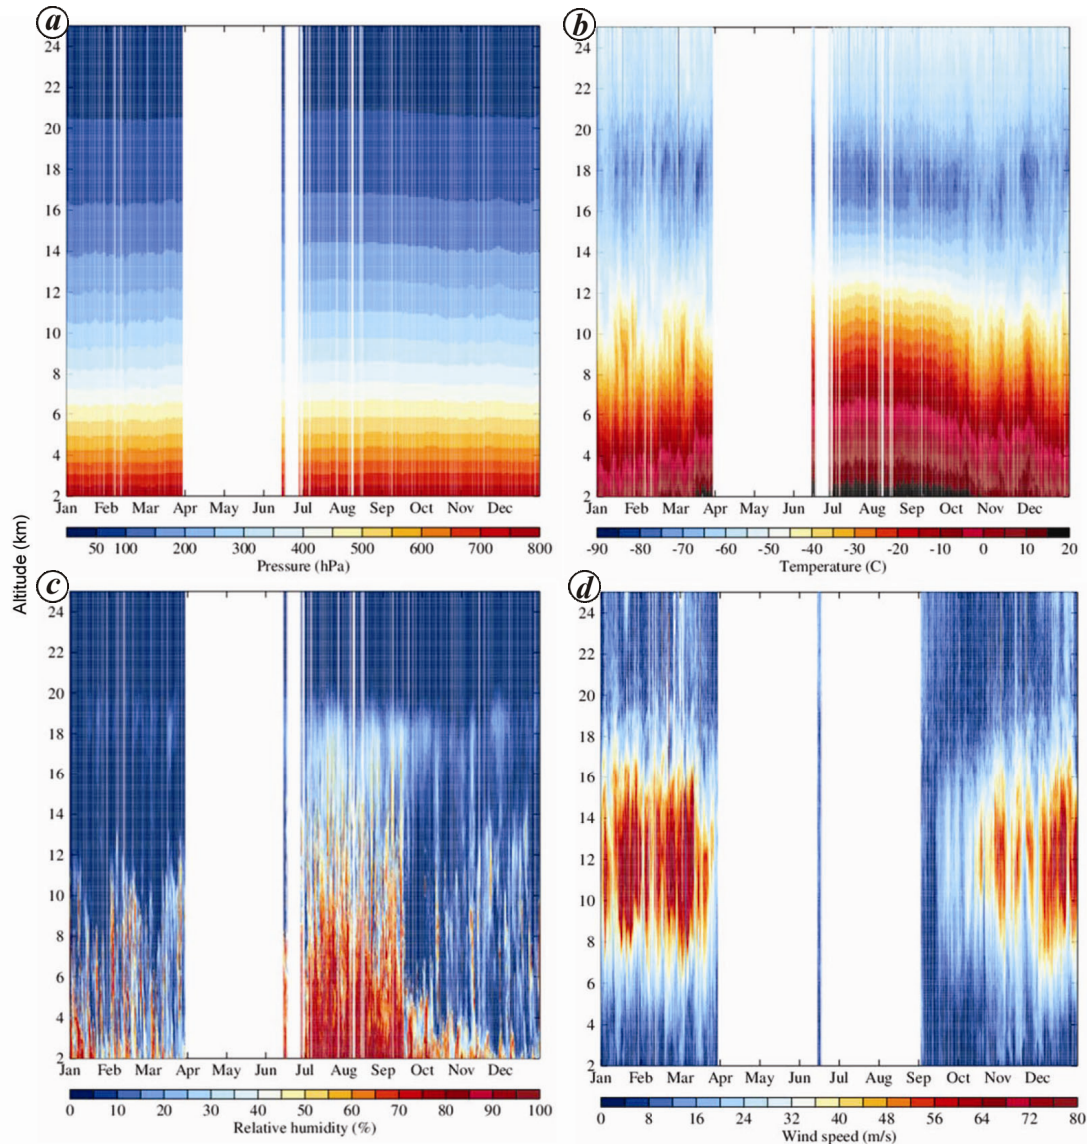 a
b
24
22
20
18
16
14
12
10
8
6
4
2
Jan Feb Mar Apr May Jun Jul Aug Sep Oct Nov Dec
50 100 200 300 400 500 600 700 800
Pressure (hPa)
24
22
20
18
16
14
12
10
8
6
4
2
Jan Feb Mar Apr May Jun Jul Aug Sep Oct Nov Dec
-90 -80 -70 -60 -50 -40 -30 -20 -10 0 10 20
Temperature (C)
Altitude (km)
c
d
24
22
20
18
16
14
12
10
8
6
4
2
Jan Feb Mar Apr May Jun Jul Aug Sep Oct Nov Dec
0 10 20 30 40 50 60 70 80 90 100
Relative humidity (%)
24
22
20
18
16
14
12
10
8
6
4
2
Jan Feb Mar Apr May Jun Jul Aug Sep Oct Nov Dec
0 8 16 24 32 40 48 56 64 72 80
Wind speed (m/s)